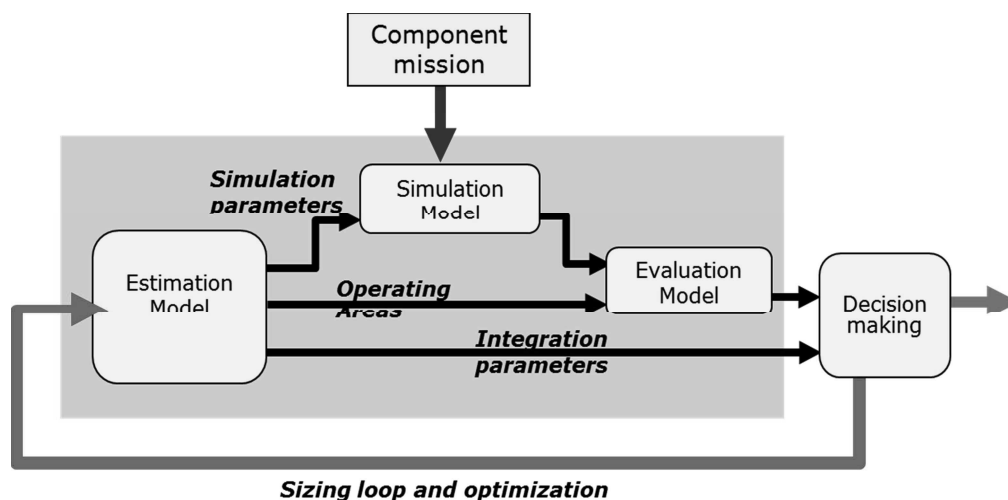 Component
mission
Simulation
parameters
Simulation
Model
Estimation
Model
Operating
Areas
Evaluation
Model
Integration
parameters
Decision
making
Sizing loop and optimization